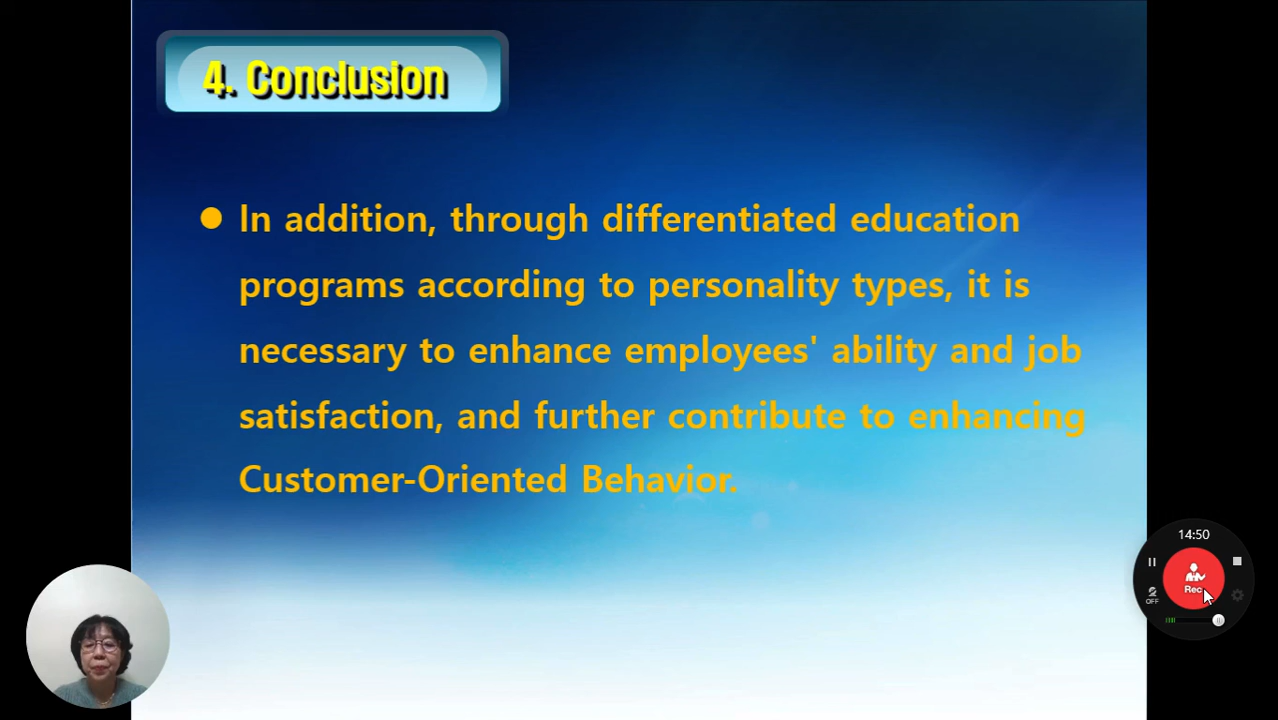 4. Conclusion
In addition, through differentiated education
programs according to personality types, it is
necessary to enhance employees' ability and job
satisfaction, and further contribute to enhancing
Customer-Oriented Behavior.
14:50
Rec
OFF